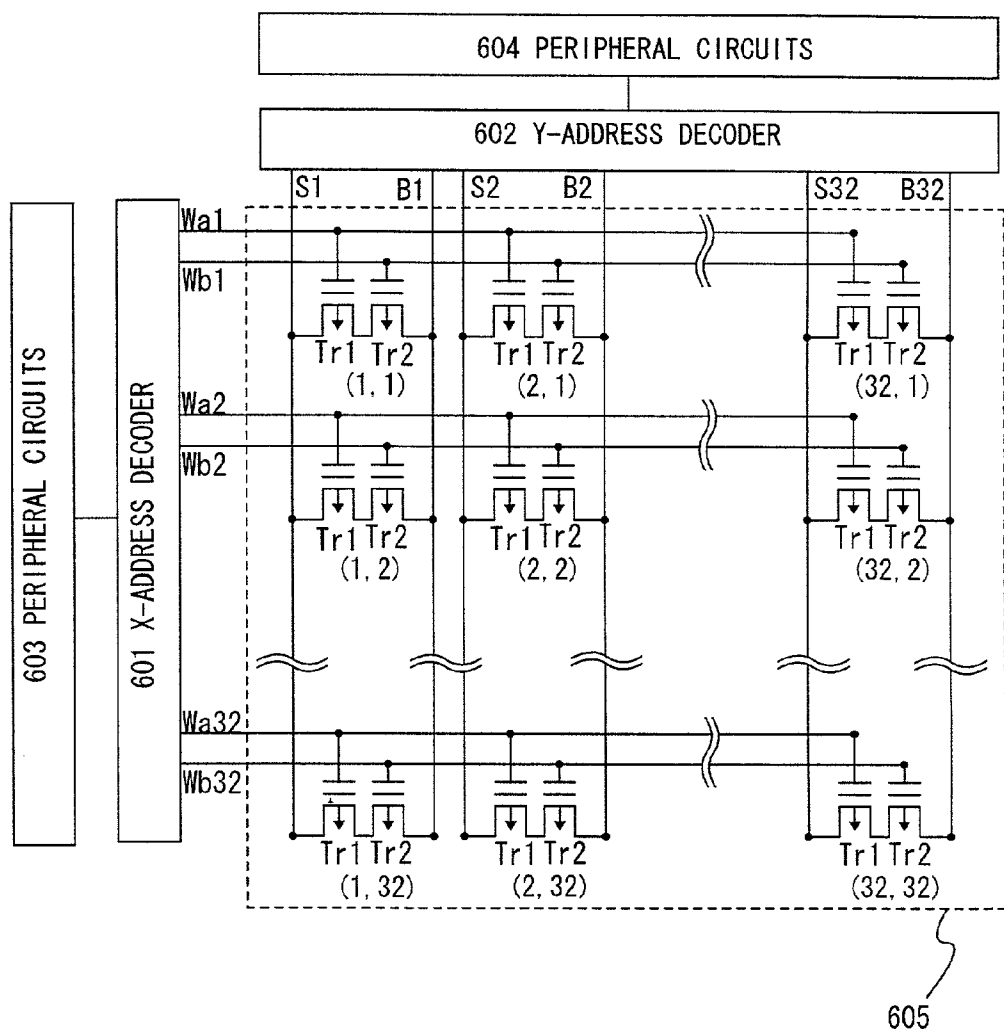 604 PERIPHERAL CIRCUITS
602 Y-ADDRESS DECODER
S1 B1 S2 B2 S32 B32
603 PERIPHERAL CIRCUITS
601 X-ADDRESS DECODER
Wa1
Wb1
Tr1 Tr2 Tr1 Tr2 Tr1 Tr2
(1, 1) (2, 1) (32, 1)
Wa2
Wb2
Tr1 Tr2 Tr1 Tr2 Tr1 Tr2
(1, 2) (2, 2) (32, 2)
Wa32
Wb32
Tr1 Tr2 Tr1 Tr2 Tr1 Tr2
(1, 32) (2, 32) (32, 32)
605